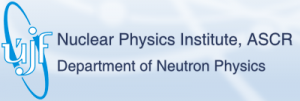 ujf
Nuclear Physics Institute, ASCR
Department of Neutron Physics